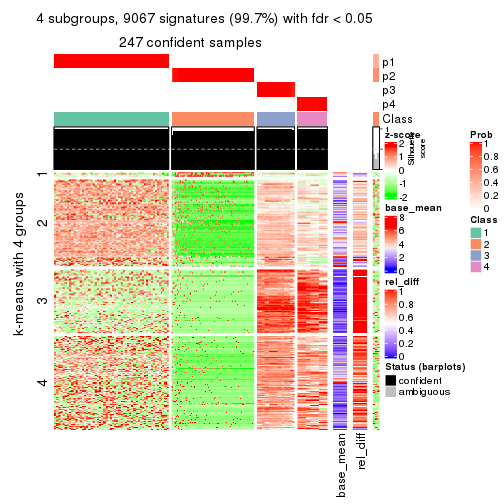 4 subgroups, 9067 signatures (99.7%) with fdr < 0.05
247 confident samples
p1
p2
p3
p4
Class
1
Silhouette
score
k-means with 4 groups
1
2
3
4
base_mean
rel_diff
z-score
2
1
0
-1
-2
base_mean
8
6
4
2
0
rel_diff
1
0.8
0.6
0.4
0.2
0
Status (barplots)
confident
ambiguous
Prob
1
0.8
0.6
0.4
0.2
0
Class
1
2
3
4